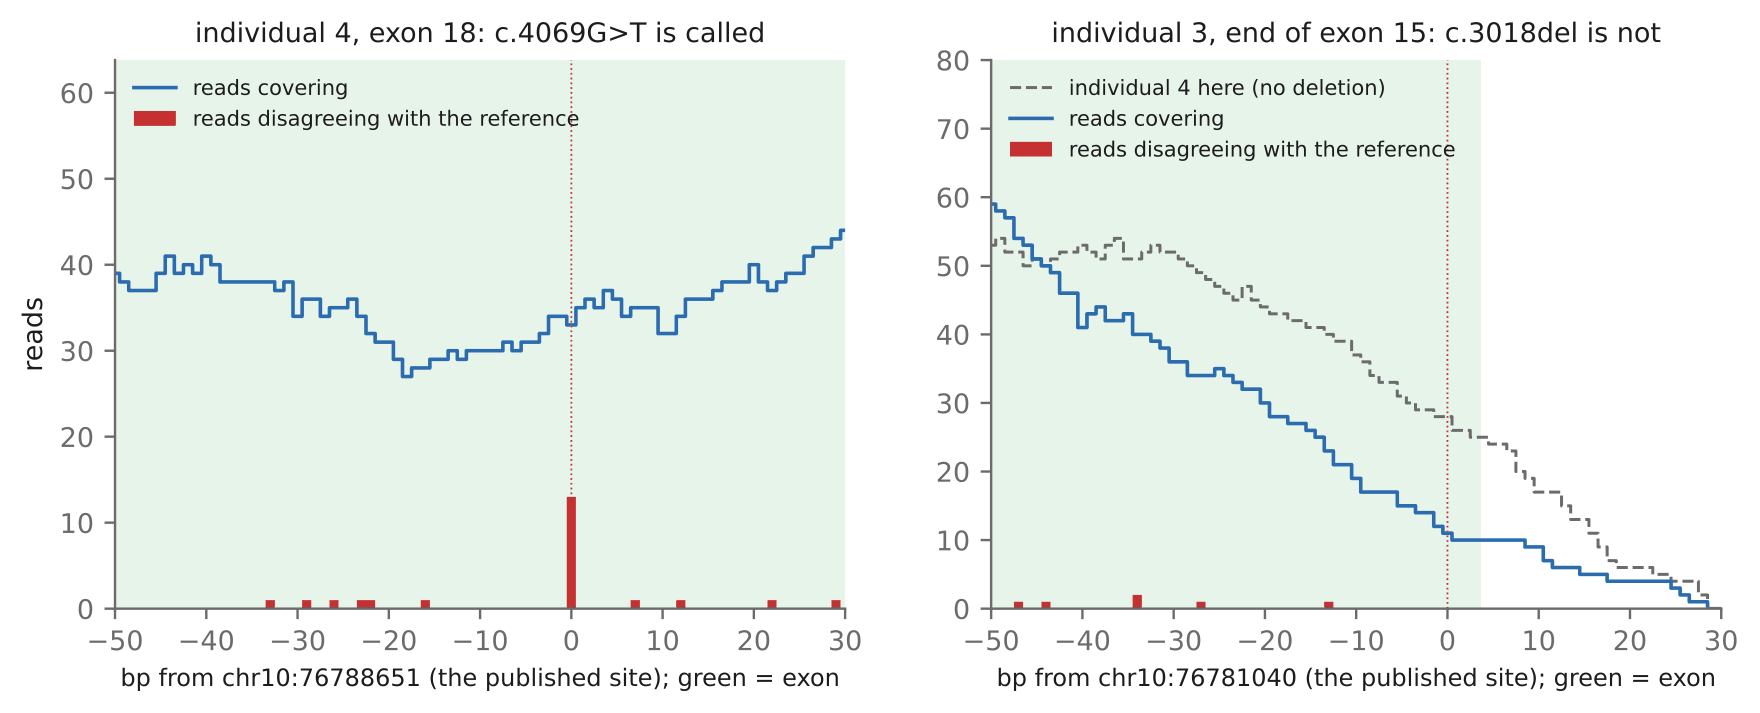 individual 4, exon 18: c.4069G>T is called
reads covering
reads disagreeing with the reference
60
50
40
30
20
10
0
reads
−50 −40 −30 −20 −10 0 10 20 30
bp from chr10:76788651 (the published site); green = exon
individual 3, end of exon 15: c.3018del is not
individual 4 here (no deletion)
reads covering
reads disagreeing with the reference
80
70
60
50
40
30
20
10
0
−50 −40 −30 −20 −10 0 10 20 30
bp from chr10:76781040 (the published site); green = exon